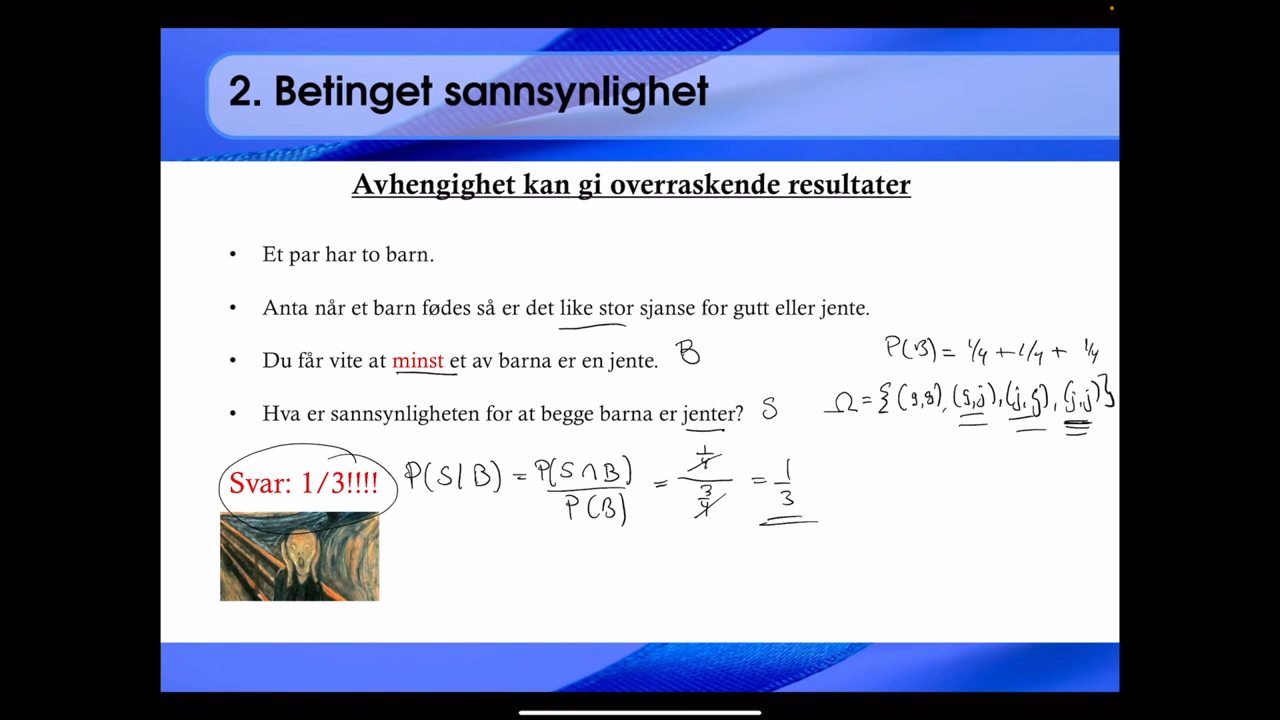 2. Betinget sannsynlighet
Avhengighet kan gi overraskende resultater
• Et par har to barn.
• Anta når et barn fødes så er det like stor sjanse for gutt eller jente.
• Du får vite at minst et av barna er en jente. B
P(B) = 1/4 + 1/4 + 1/4
• Hva er sannsynligheten for at begge barna er jenter? S
Ω = {(g,g), (g,j), (j,g), (j,j)}
Svar: 1/3!!!! P(S|B) = P(S∩B)/P(B) = (1/4)/(3/4) = 1/3